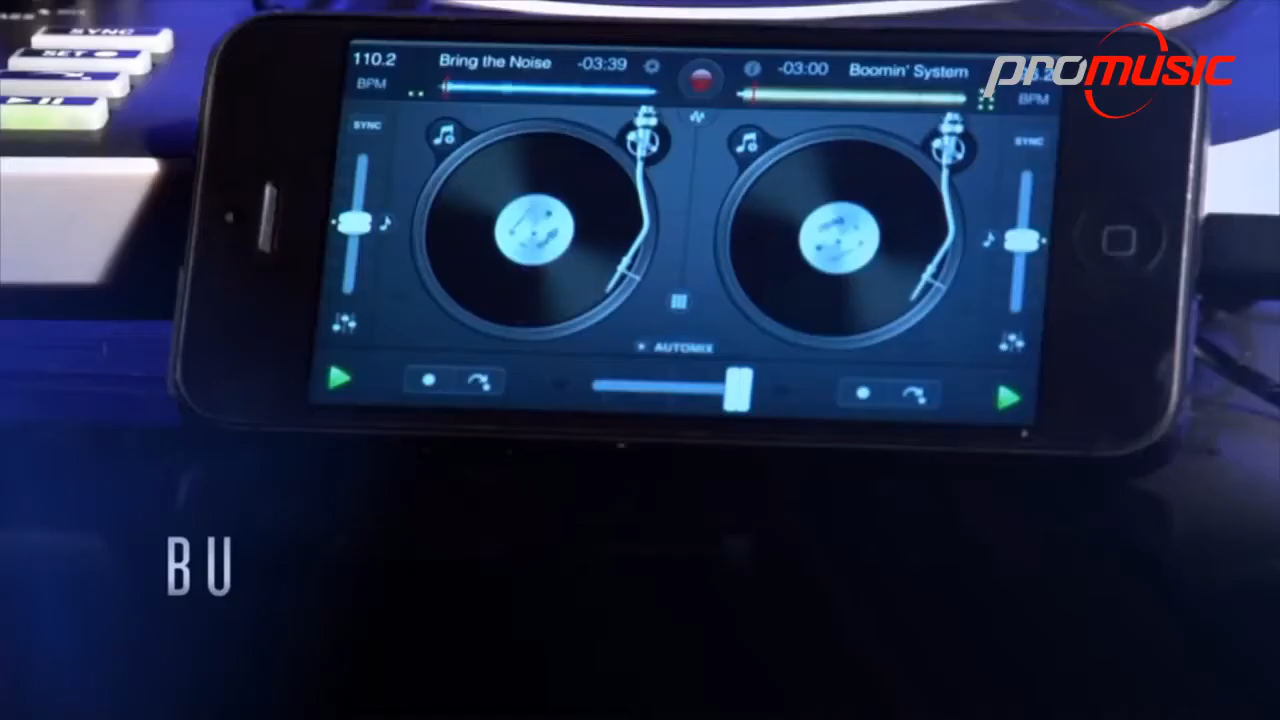 SYNC
SET
promusic
110.2
BPM
Bring the Noise
-03:39
-03:00
Boomin' System
BPM
SYNC
SYNC
AUTOMIX
BU